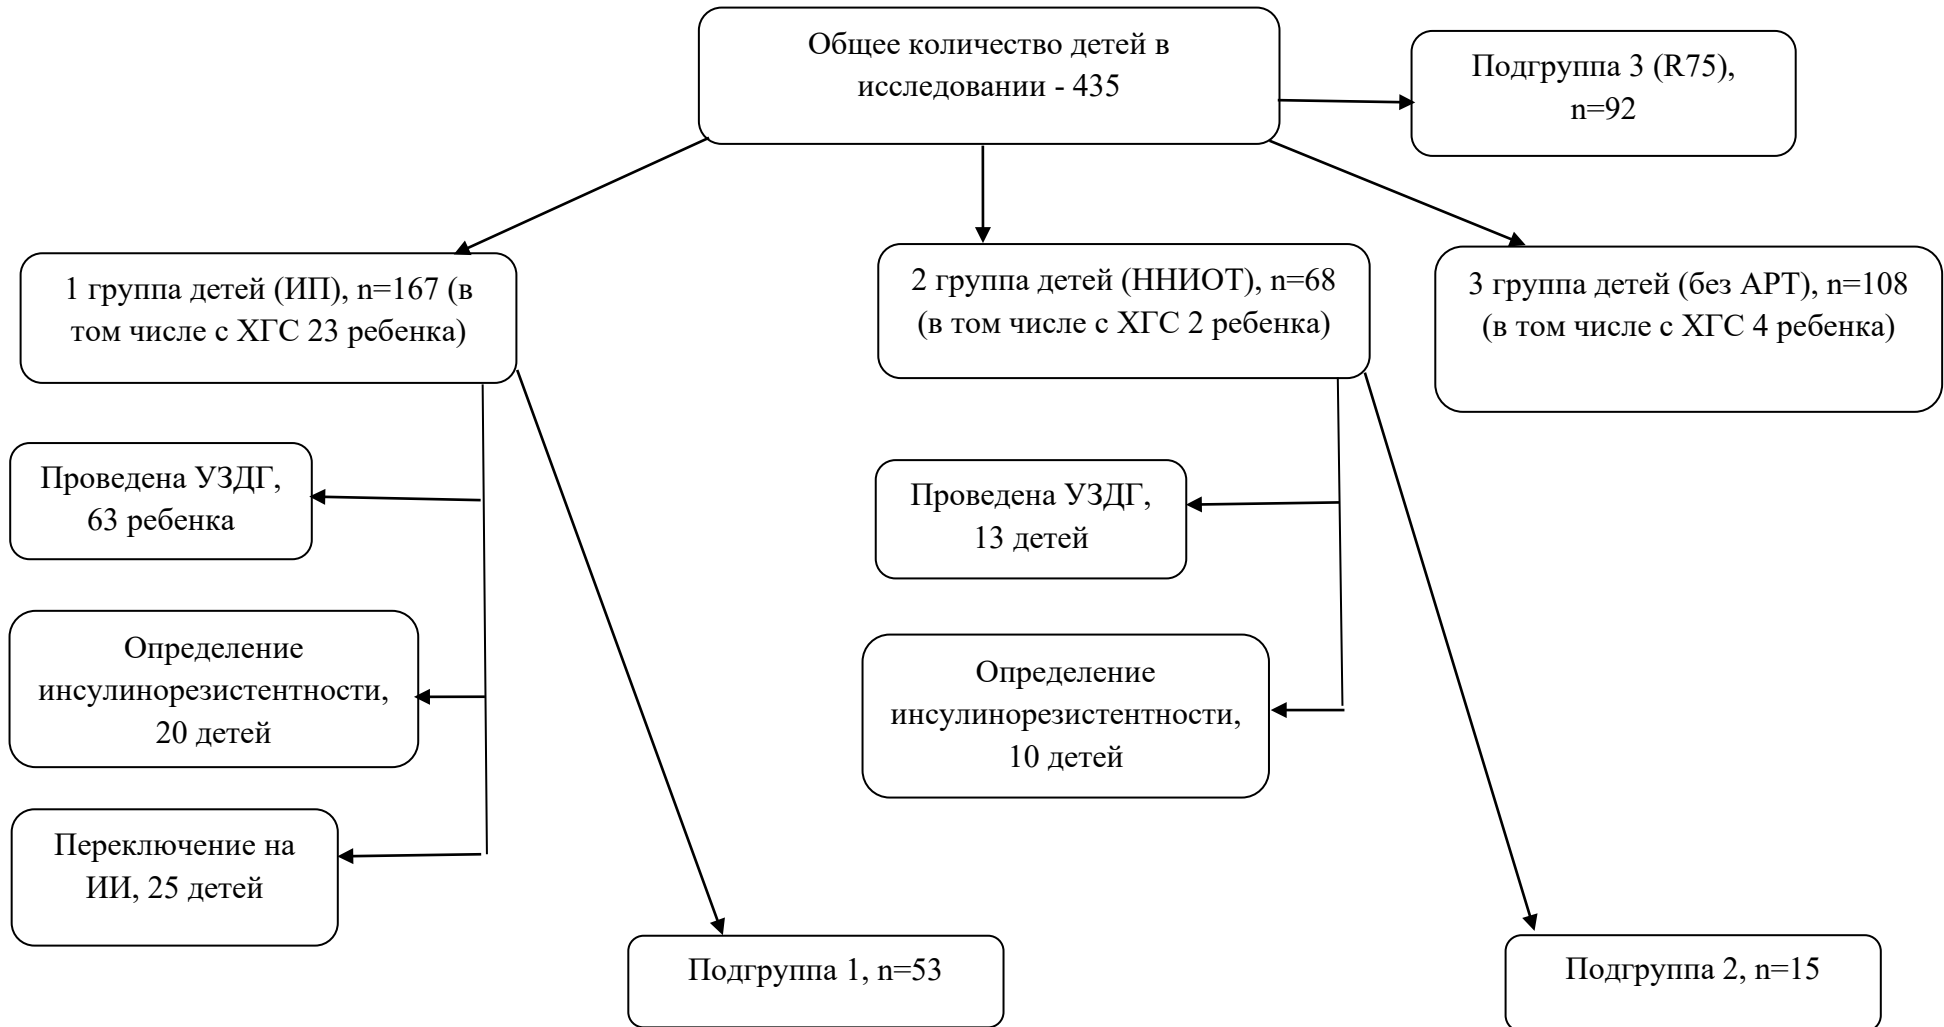 Общее количество детей в
исследовании - 435
Подгруппа 3 (R75),
n=92
1 группа детей (ИП), n=167 (в
том числе с ХГС 23 ребенка)
2 группа детей (ННИОТ), n=68
(в том числе с ХГС 2 ребенка)
3 группа детей (без АРТ), n=108
(в том числе с ХГС 4 ребенка)
Проведена УЗДГ,
63 ребенка
Проведена УЗДГ,
13 детей
Определение
инсулинорезистентности,
20 детей
Определение
инсулинорезистентности,
10 детей
Переключение на
ИИ, 25 детей
Подгруппа 1, n=53
Подгруппа 2, n=15